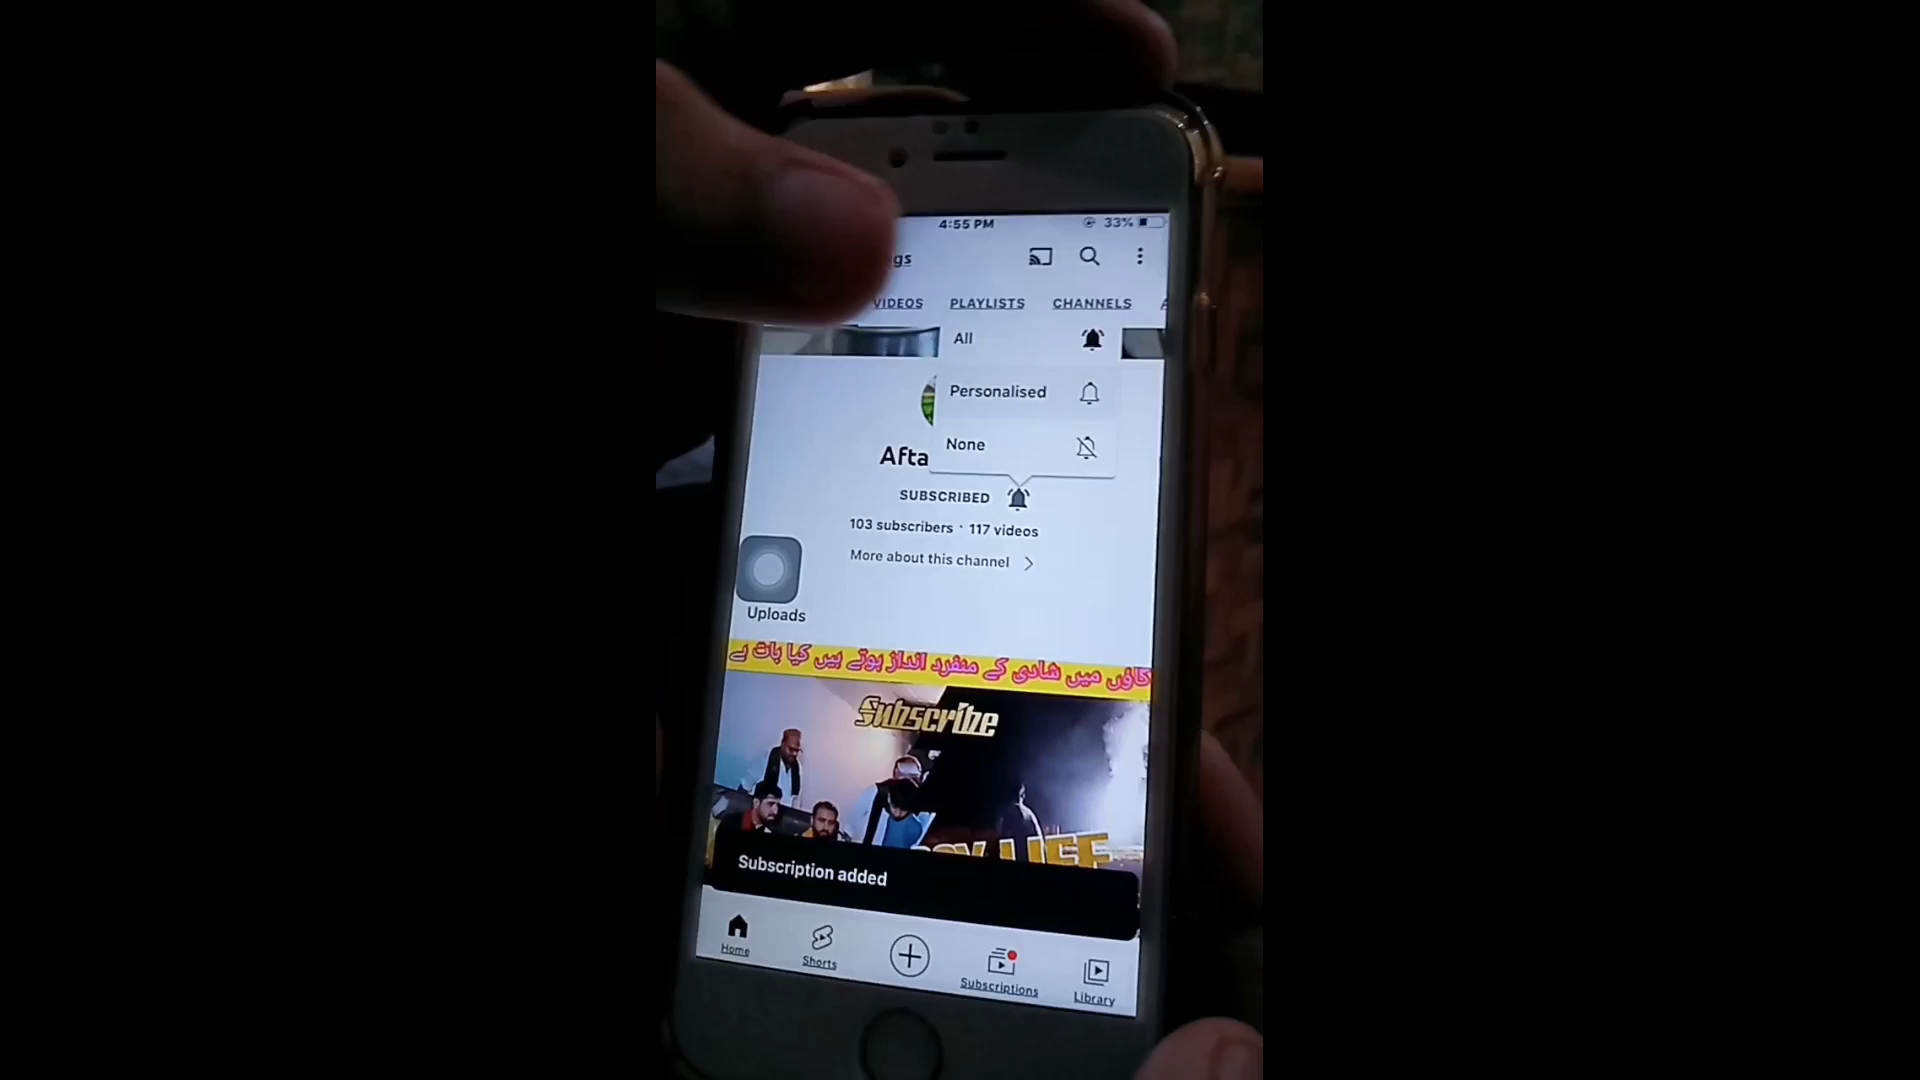 4:55 PM
33%
gs
VIDEOS
PLAYLISTS
CHANNELS
All
Personalised
None
Afta
SUBSCRIBED
103 subscribers · 117 videos
More about this channel
Uploads
گاؤں میں شادی کے منفرد انداز ہوتے ہیں کیا بات ہے
Subscribe
LIFE
Subscription added
Home
Shorts
Subscriptions
Library